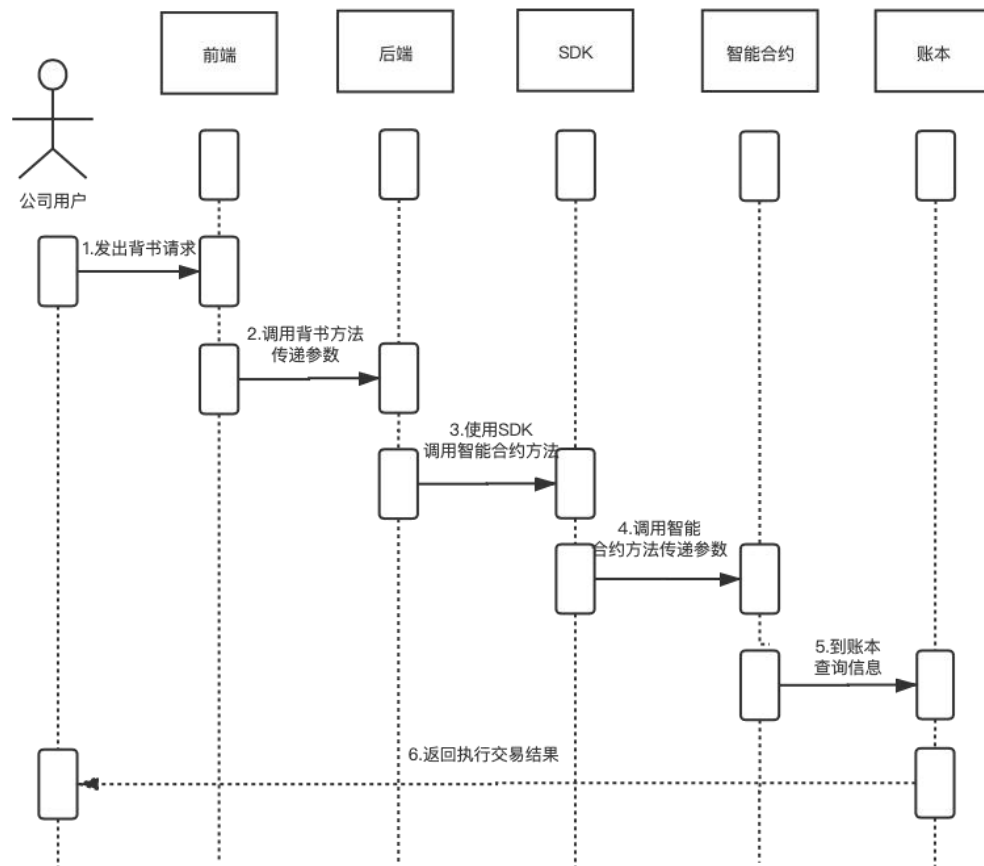 前端
后端
SDK
智能合约
账本
公司用户
1.发出背书请求
2.调用背书方法
传递参数
3.使用SDK
调用智能合约方法
4.调用智能
合约方法传递参数
5.到账本
查询信息
6.返回执行交易结果